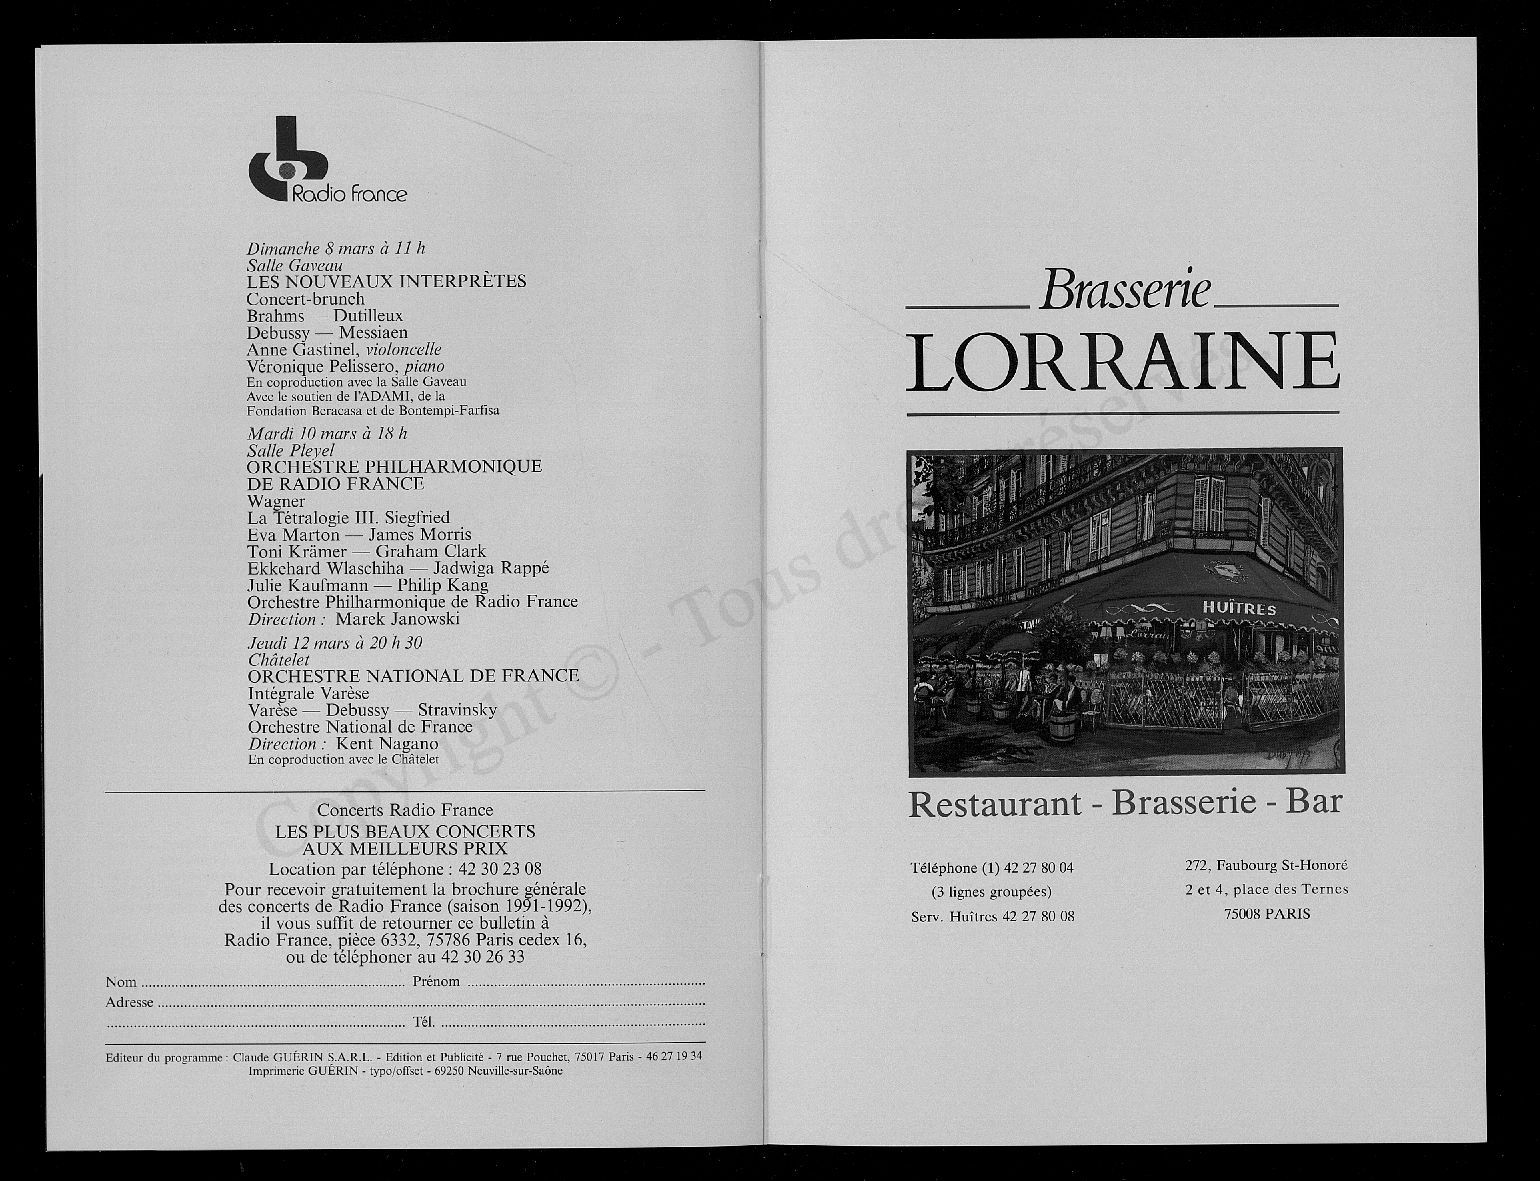 Radio France
Dimanche 8 mars à 11 h
Salle Gaveau
LES NOUVEAUX INTERPRÈTES
Concert-brunch
Brahms — Dutilleux
Debussy — Messiaen
Anne Gastinel, violoncelle
Véronique Pelissero, piano
En coproduction avec la Salle Gaveau
Avec le soutien de l'ADAMI, de la
Fondation Beracasa et de Bontempi-Farfisa
Mardi 10 mars à 18 h
Salle Pleyel
ORCHESTRE PHILHARMONIQUE
DE RADIO FRANCE
Wagner
La Tétralogie III. Siegfried
Eva Marton — James Morris
Toni Krämer — Graham Clark
Ekkehard Wlaschiha — Jadwiga Rappé
Julie Kaufmann — Philip Kang
Orchestre Philharmonique de Radio France
Direction : Marek Janowski
Jeudi 12 mars à 20 h 30
Châtelet
ORCHESTRE NATIONAL DE FRANCE
Intégrale Varèse
Varèse — Debussy — Stravinsky
Orchestre National de France
Direction : Kent Nagano
En coproduction avec le Châtelet
Concerts Radio France
LES PLUS BEAUX CONCERTS
AUX MEILLEURS PRIX
Location par téléphone : 42 30 23 08
Pour recevoir gratuitement la brochure générale
des concerts de Radio France (saison 1991-1992),
il vous suffit de retourner ce bulletin à
Radio France, pièce 6332, 75786 Paris cedex 16,
ou de téléphoner au 42 30 26 33
Nom ........ Prénom ........
Adresse ........
........ Tél. ........
Editeur du programme : Claude GUÉRIN S.A.R.L. - Edition et Publicité - 7 rue Pouchet, 75017 Paris - 46 27 19 34
Imprimerie GUÉRIN - typo/offset - 69250 Neuville-sur-Saône
Brasserie
LORRAINE
HUÎTRES
Restaurant - Brasserie - Bar
Téléphone (1) 42 27 80 04
(3 lignes groupées)
Serv. Huîtres 42 27 80 08
272, Faubourg St-Honoré
2 et 4, place des Ternes
75008 PARIS
Copyright © - Tous droits réservés